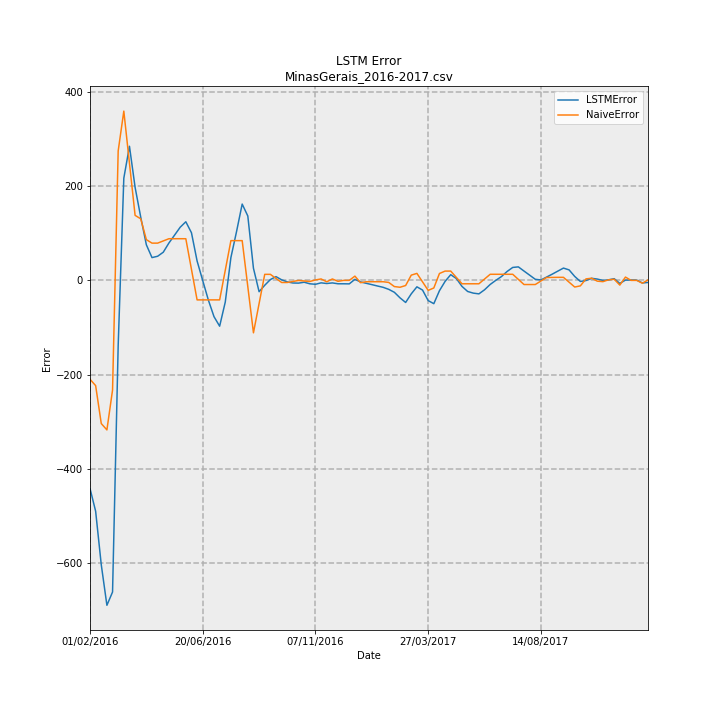 LSTM Error
MinasGerais_2016-2017.csv
LSTMError
NaiveError
400
200
0
−200
−400
−600
Error
01/02/2016 20/06/2016 07/11/2016 27/03/2017 14/08/2017
Date